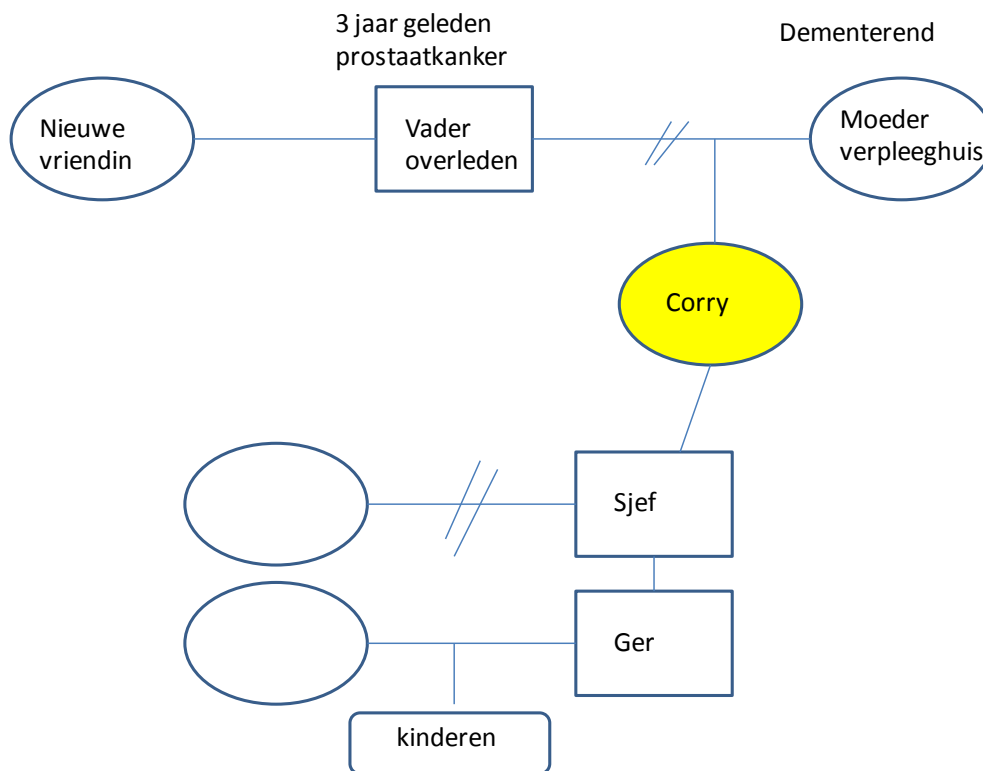 3 jaar geleden
prostaatkanker
Dementerend
Nieuwe
vriendin
Vader
overleden
Moeder
verpleeghuis
Corry
Sjef
Ger
kinderen